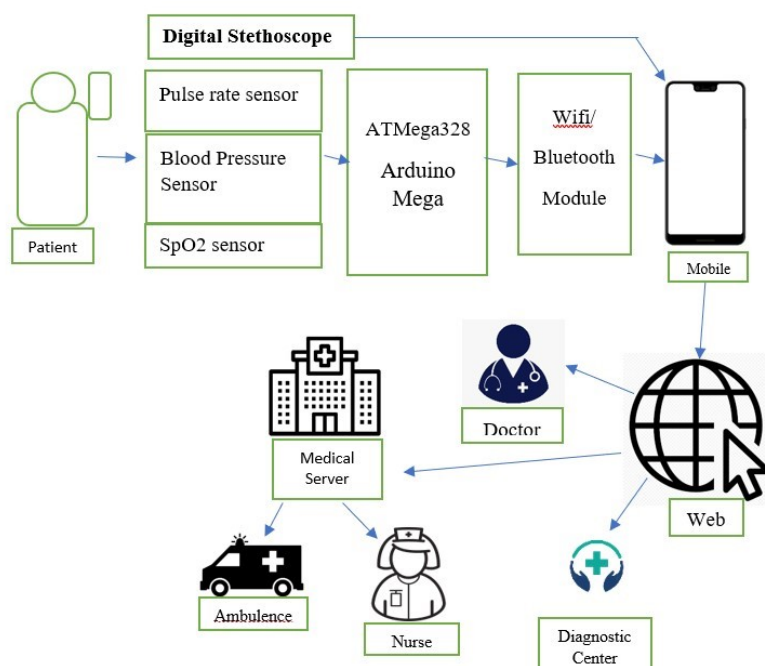 Digital Stethoscope
Pulse rate sensor
Blood Pressure
Sensor
SpO2 sensor
ATMega328
Arduino
Mega
Wifi/
Bluetooth
Module
Patient
Mobile
Doctor
Medical
Server
Web
Ambulence
Nurse
Diagnostic
Center